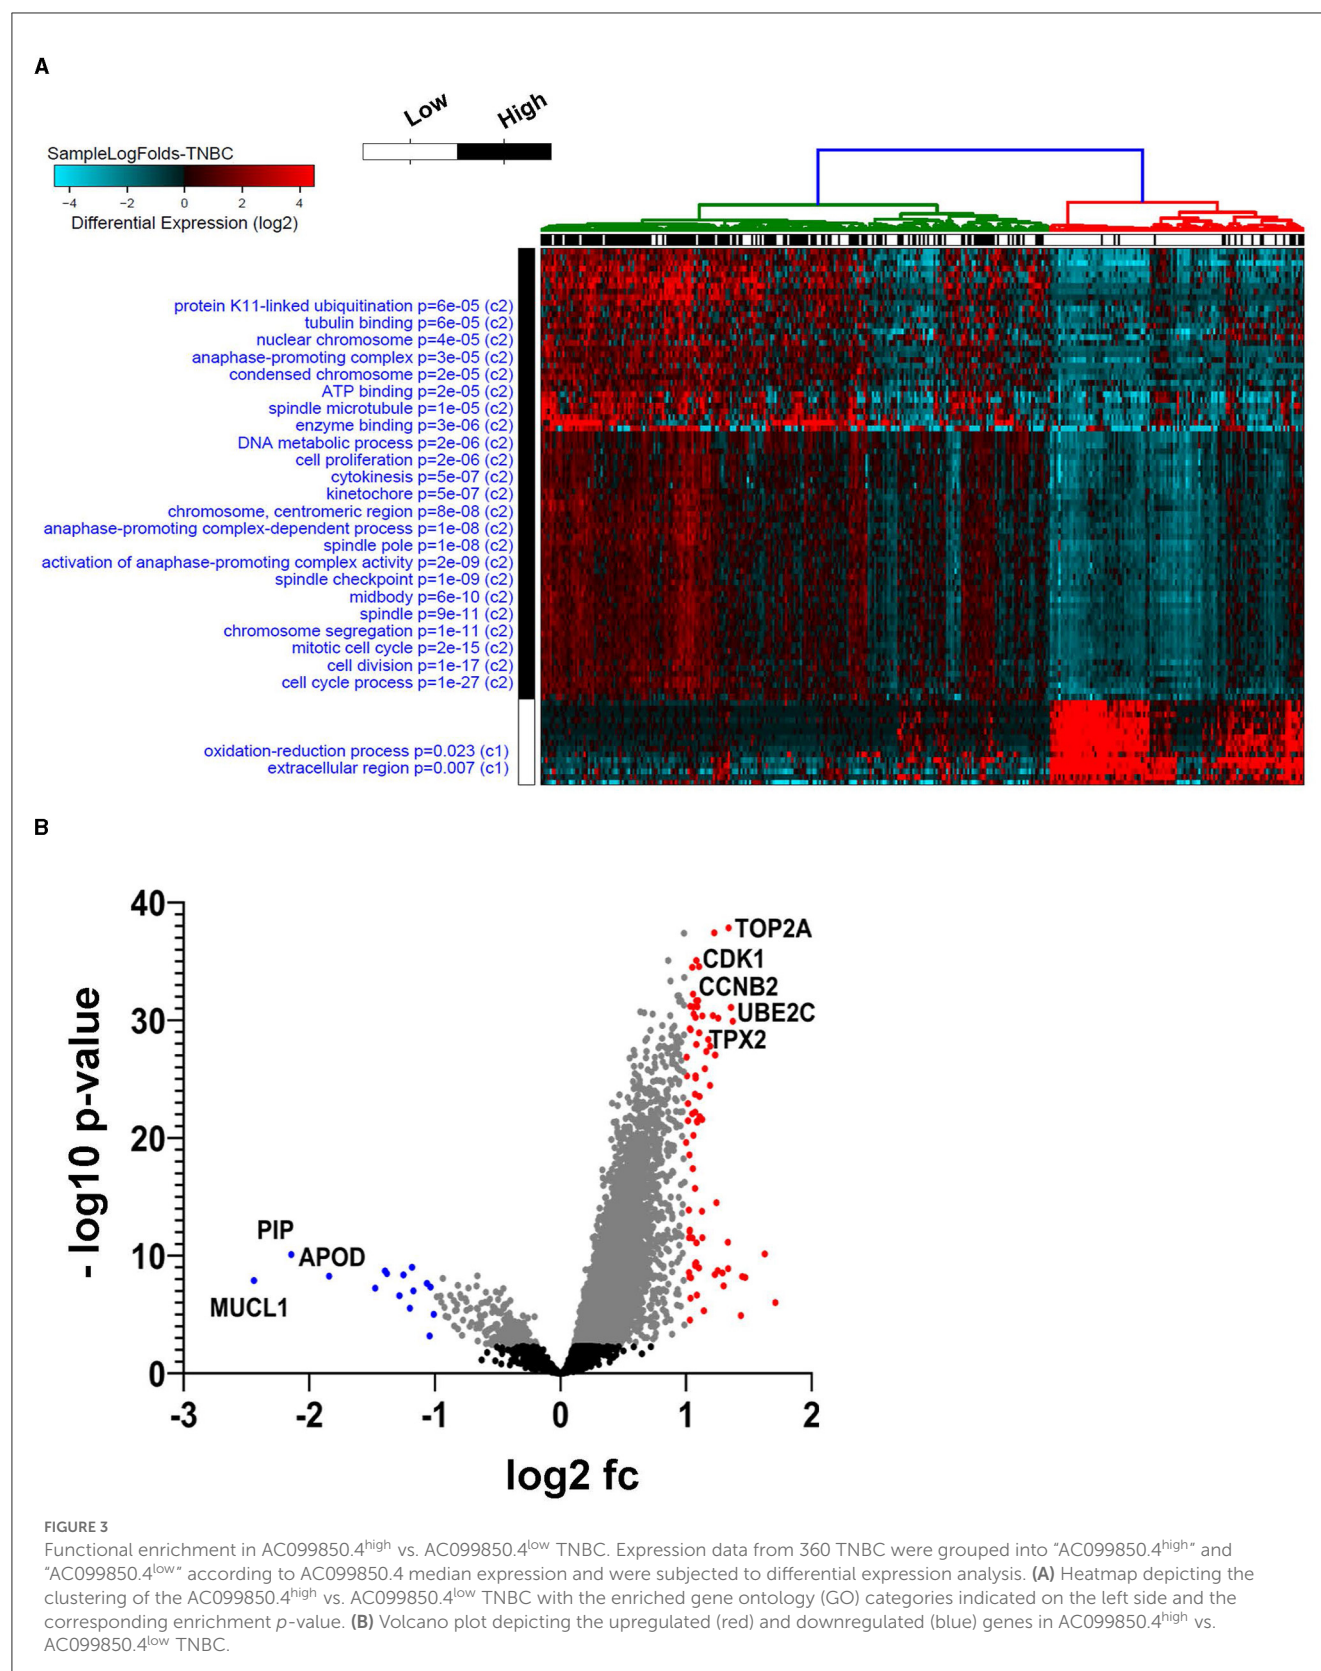 A
Low
High
SampleLogFolds-TNBC
−4 −2 0 2 4
Differential Expression (log2)
protein K11-linked ubiquitination p=6e-05 (c2)
tubulin binding p=6e-05 (c2)
nuclear chromosome p=4e-05 (c2)
anaphase-promoting complex p=3e-05 (c2)
condensed chromosome p=2e-05 (c2)
ATP binding p=2e-05 (c2)
spindle microtubule p=1e-05 (c2)
enzyme binding p=3e-06 (c2)
DNA metabolic process p=2e-06 (c2)
cell proliferation p=2e-06 (c2)
cytokinesis p=5e-07 (c2)
kinetochore p=5e-07 (c2)
chromosome, centromeric region p=8e-08 (c2)
anaphase-promoting complex-dependent process p=1e-08 (c2)
spindle pole p=1e-08 (c2)
activation of anaphase-promoting complex activity p=2e-09 (c2)
spindle checkpoint p=1e-09 (c2)
midbody p=6e-10 (c2)
spindle p=9e-11 (c2)
chromosome segregation p=1e-11 (c2)
mitotic cell cycle p=2e-15 (c2)
cell division p=1e-17 (c2)
cell cycle process p=1e-27 (c2)
oxidation-reduction process p=0.023 (c1)
extracellular region p=0.007 (c1)
B
- log10 p-value
40
30
20
10
0
TOP2A
CDK1
CCNB2
UBE2C
TPX2
PIP
APOD
MUCL1
-3 -2 -1 0 1 2
log2 fc
FIGURE 3
Functional enrichment in AC099850.4high vs. AC099850.4low TNBC. Expression data from 360 TNBC were grouped into “AC099850.4high” and
“AC099850.4low” according to AC099850.4 median expression and were subjected to differential expression analysis. (A) Heatmap depicting the
clustering of the AC099850.4high vs. AC099850.4low TNBC with the enriched gene ontology (GO) categories indicated on the left side and the
corresponding enrichment p-value. (B) Volcano plot depicting the upregulated (red) and downregulated (blue) genes in AC099850.4high vs.
AC099850.4low TNBC.